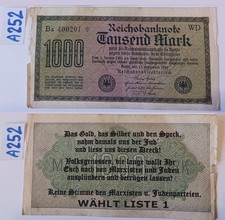 A252
Ba 400201 ✩
WD
Reichsbanknote
1000
Tausend Mark
Reichsbankdirektorium
A252
Das Gold, das Silber und den Speck,
nahm damals uns der Jud
und liess uns diesen Dreck!
Volksgenossen, wie lange wollt Ihr
Euch noch von Marxisten und Juden
ausplündern und betrügen lassen?
Keine Stimme den Marxisten u. Judenparteien.
WÄHLT LISTE 1